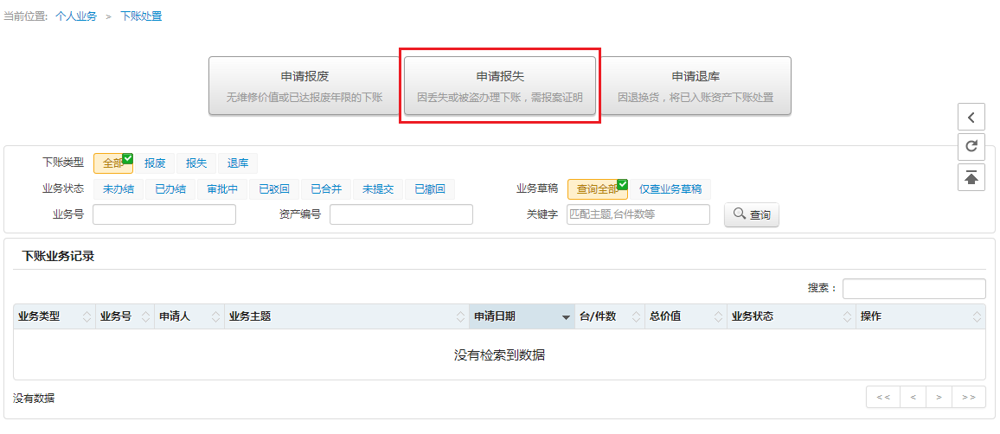 当前位置: 个人业务 > 下账处置
申请报废 申请报失 申请退库
无维修价值或已达报废年限的下账 因丢失或被盗办理下账，需报案证明 因退换货，将已入账资产下账处置
下账类型 全部 报废 报失 退库
业务状态 未办结 已办结 审批中 已驳回 已合并 未提交 已撤回 业务草稿 查询全部 仅查业务草稿
业务号 资产编号 关键字 匹配主题,台件数等 查询
下账业务记录
搜索：
业务类型 业务号 申请人 业务主题 申请日期 台/件数 总价值 业务状态 操作
没有检索到数据
没有数据 << < > >>